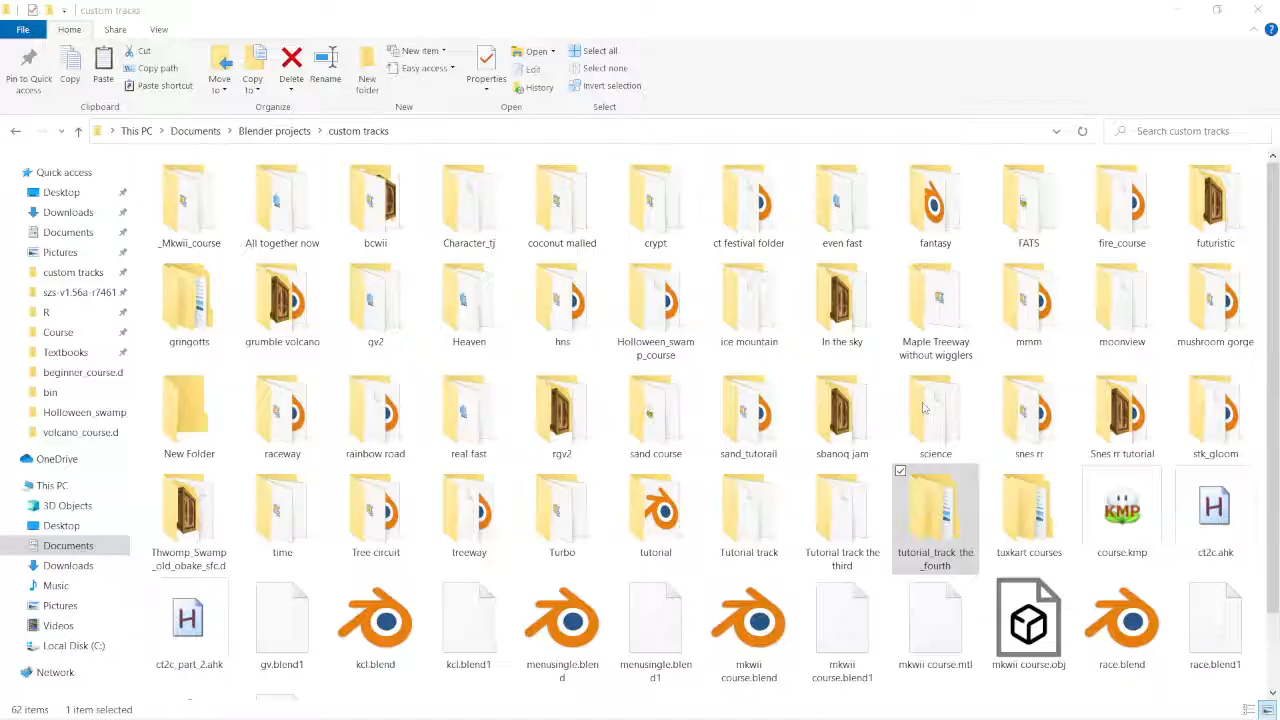 custom tracks
File Home Share View
Pin to Quick access
Copy
Paste
Cut
Copy path
Paste shortcut
Move to
Copy to
Delete
Rename
New folder
New item
Easy access
Properties
Open
Edit
History
Select all
Select none
Invert selection
Clipboard Organize New Open Select
This PC Documents Blender projects custom tracks
Search custom tracks
Quick access
Desktop
Downloads
Documents
Pictures
custom tracks
szs-v1.56a-r7461
R
Course
Textbooks
beginner_course.d
bin
Holloween_swamp
volcano_course.d
OneDrive
This PC
3D Objects
Desktop
Documents
Downloads
Music
Pictures
Videos
Local Disk (C:)
Network
_Mkwii_course All together now bcwii Character_tj coconut malled crypt ct festival folder even fast fantasy FATS fire_course futuristic
gringotts grumble volcano gv2 Heaven hns Holloween_swamp_course ice mountain In the sky Maple Treeway without wigglers mmm moonview mushroom gorge
New Folder raceway rainbow road real fast rgv2 sand course sand_tutorail sbanoq jam science snes rr Snes rr tutorial stk_gloom
Thwomp_Swamp_old_obake_sfc.d time Tree circuit treeway Turbo tutorial Tutorial track Tutorial track the third tutorial_track_the_fourth tuxkart courses course.kmp ct2c.ahk
KMP
H
H
ct2c_part_2.ahk gv.blend1 kcl.blend kcl.blend1 menusingle.blend menusingle.blend1 mkwii course.blend mkwii course.blend1 mkwii course.mtl mkwii course.obj race.blend race.blend1
62 items 1 item selected